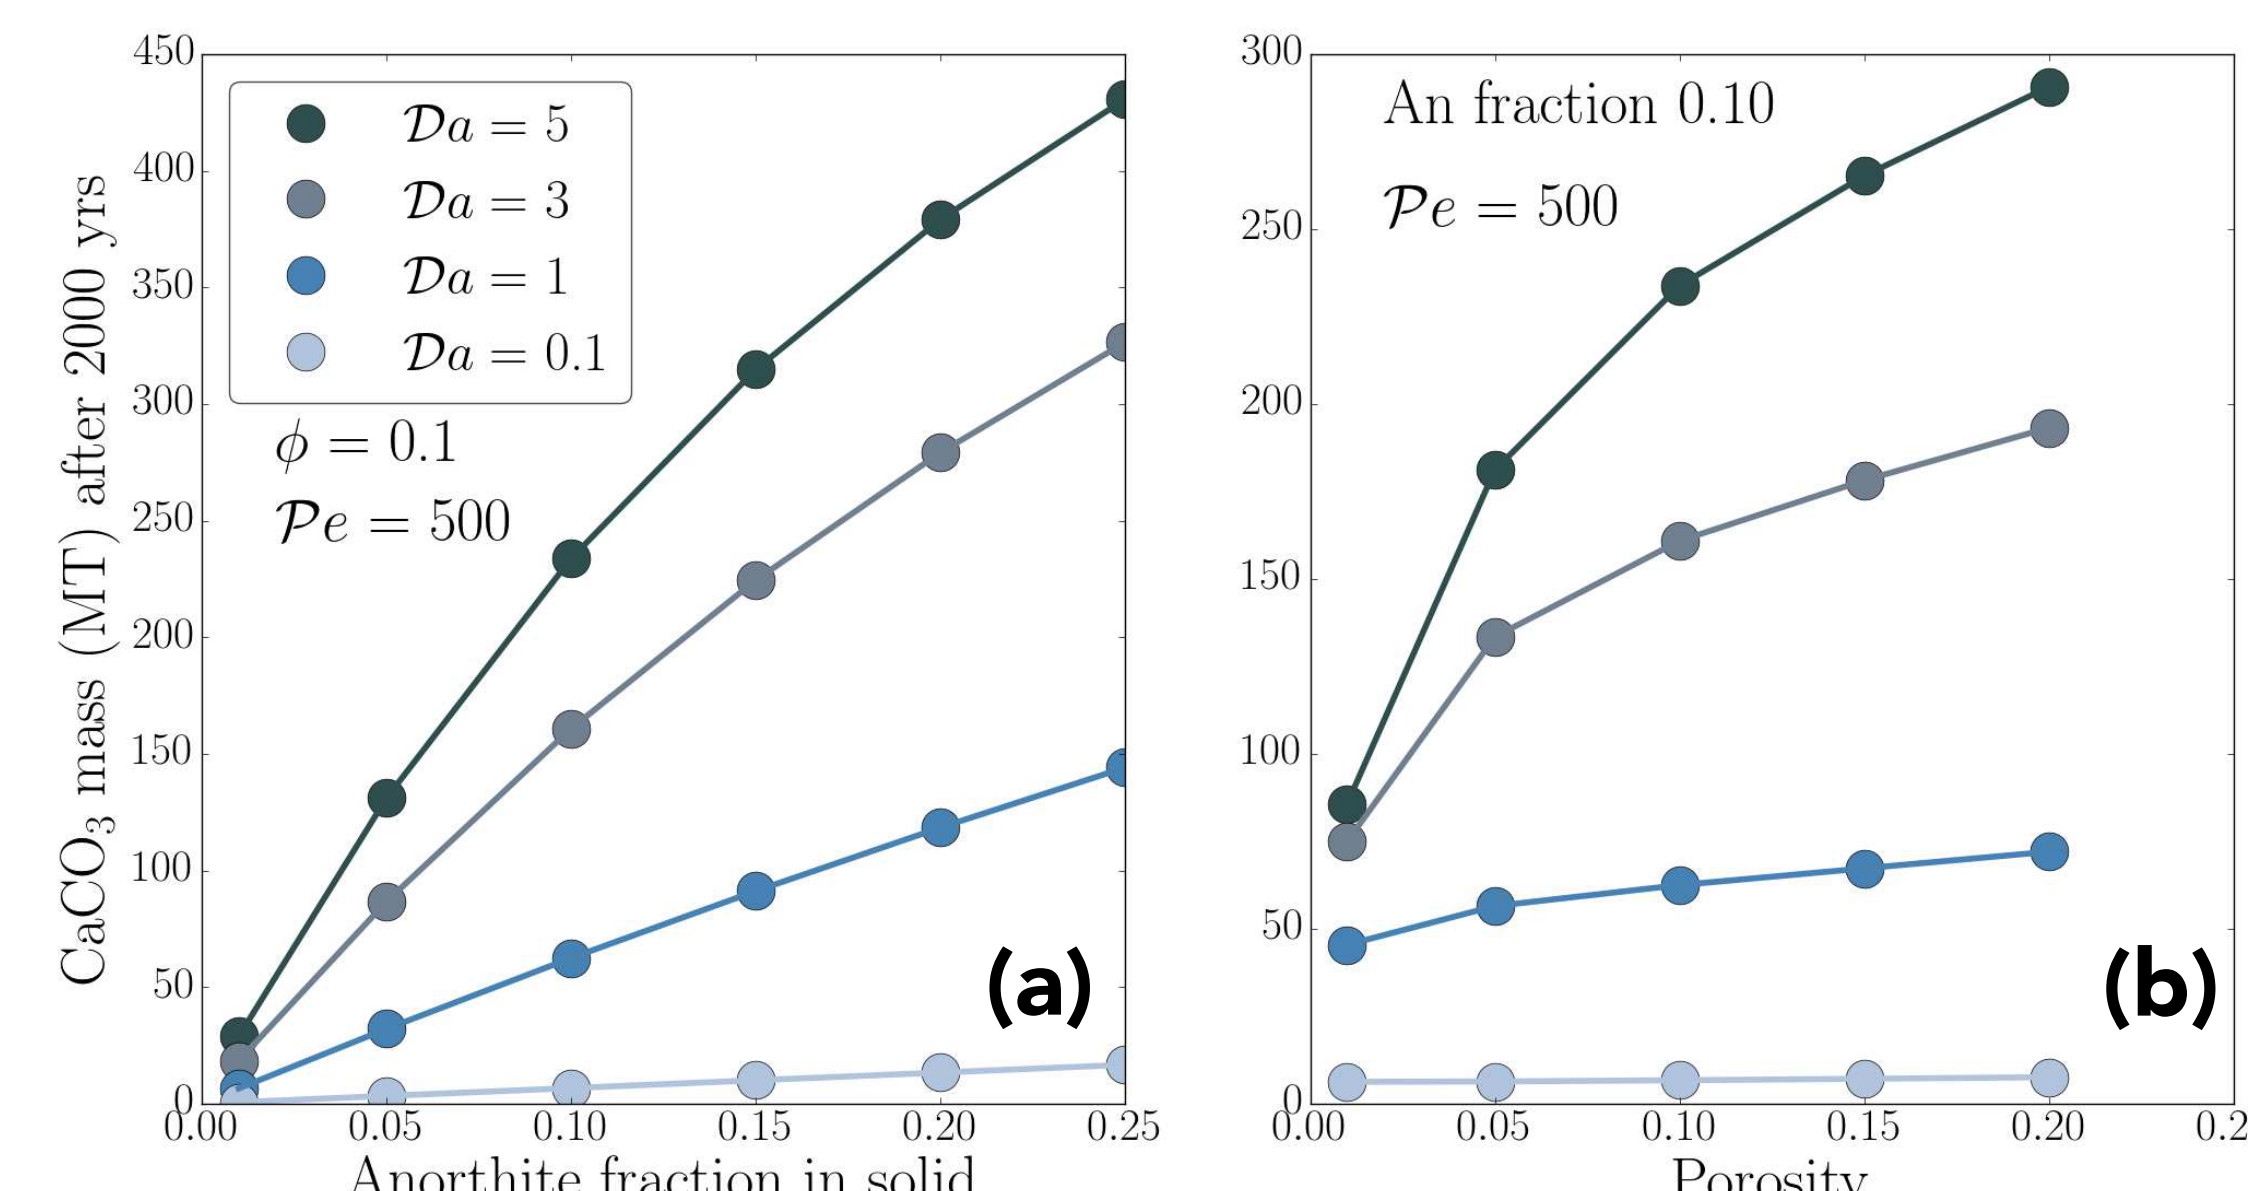 450
400
350
300
250
200
150
100
50
0
CaCO₃ mass (MT) after 2000 yrs
𝒟a = 5
𝒟a = 3
𝒟a = 1
𝒟a = 0.1
ϕ = 0.1
𝒫e = 500
(a)
0.00 0.05 0.10 0.15 0.20 0.25
Anorthite fraction in solid
300
250
200
150
100
50
0
An fraction 0.10
𝒫e = 500
(b)
0.00 0.05 0.10 0.15 0.20 0.2
Porosity